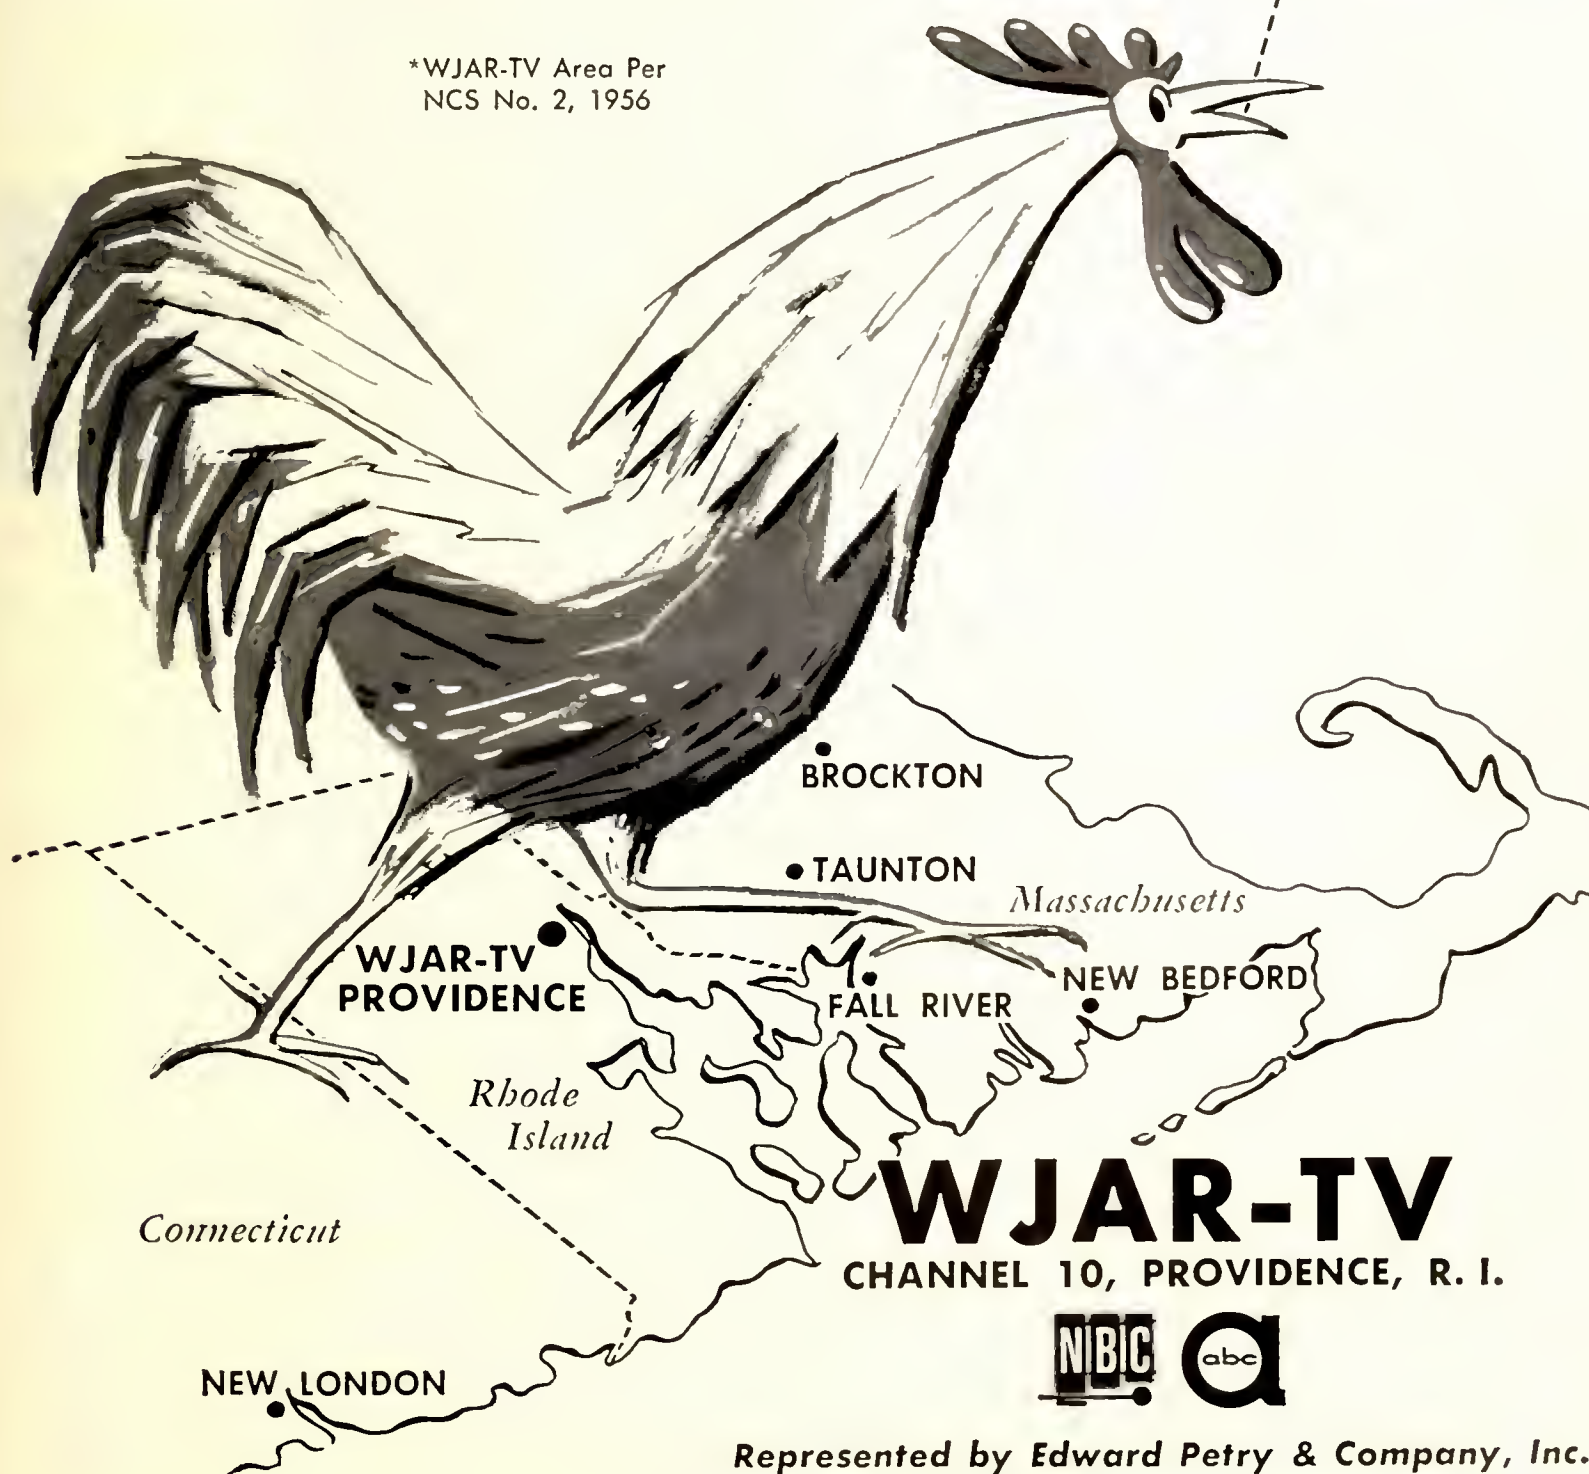 *WJAR-TV Area Per
NCS No. 2, 1956
BROCKTON
TAUNTON
Massachusetts
WJAR-TV
PROVIDENCE
NEW BEDFORD
FALL RIVER
Rhode
Island
WJAR-TV
Connecticut
CHANNEL 10, PROVIDENCE, R. I.
NBC abc
NEW LONDON
Represented by Edward Petry & Company, Inc.